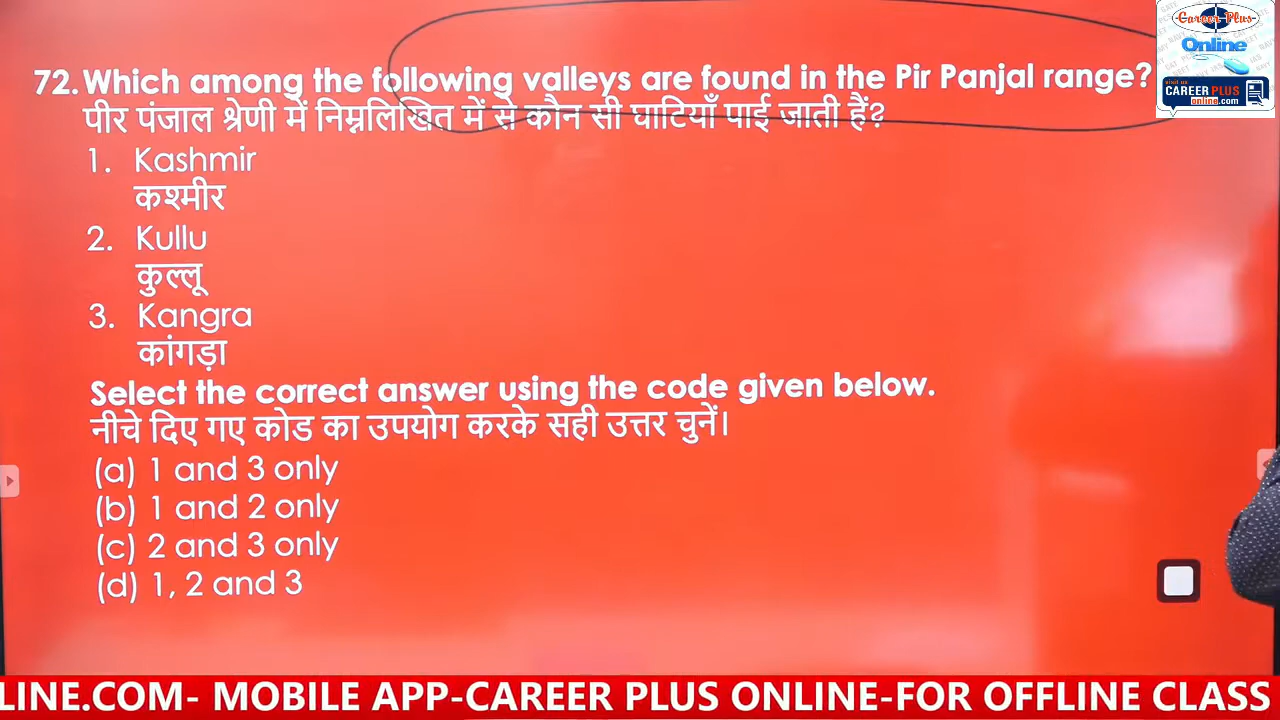 72. Which among the following valleys are found in the Pir Panjal range?
पीर पंजाल श्रेणी में निम्नलिखित में से कौन सी घाटियाँ पाई जाती हैं?
1. Kashmir
कश्मीर
2. Kullu
कुल्लू
3. Kangra
कांगड़ा
Select the correct answer using the code given below.
नीचे दिए गए कोड का उपयोग करके सही उत्तर चुनें।
(a) 1 and 3 only
(b) 1 and 2 only
(c) 2 and 3 only
(d) 1, 2 and 3
Career Plus
Online
CAREER PLUS
online.com
LINE.COM- MOBILE APP-CAREER PLUS ONLINE-FOR OFFLINE CLASS